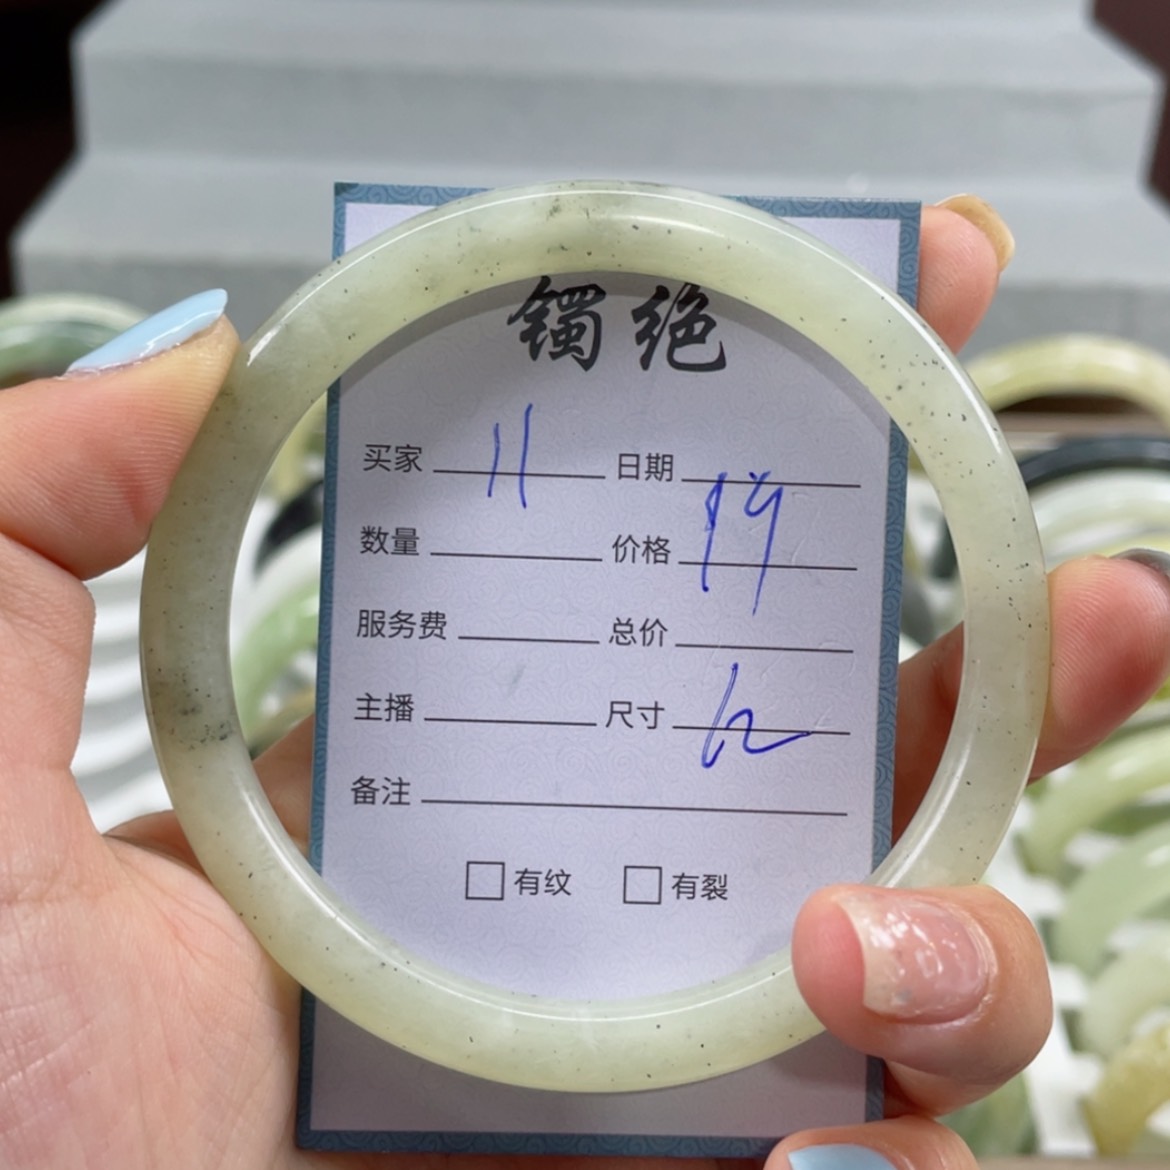 镯绝
买家 11 日期
数量 价格 19
服务费 总价
主播 尺寸 62
备注
有纹 有裂